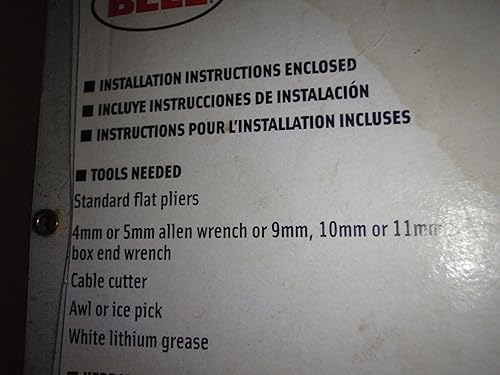 BELL
■ INSTALLATION INSTRUCTIONS ENCLOSED
■ INCLUYE INSTRUCCIONES DE INSTALACIÓN
■ INSTRUCTIONS POUR L'INSTALLATION INCLUSES
■ TOOLS NEEDED
Standard flat pliers
4mm or 5mm allen wrench or 9mm, 10mm or 11mm
box end wrench
Cable cutter
Awl or ice pick
White lithium grease